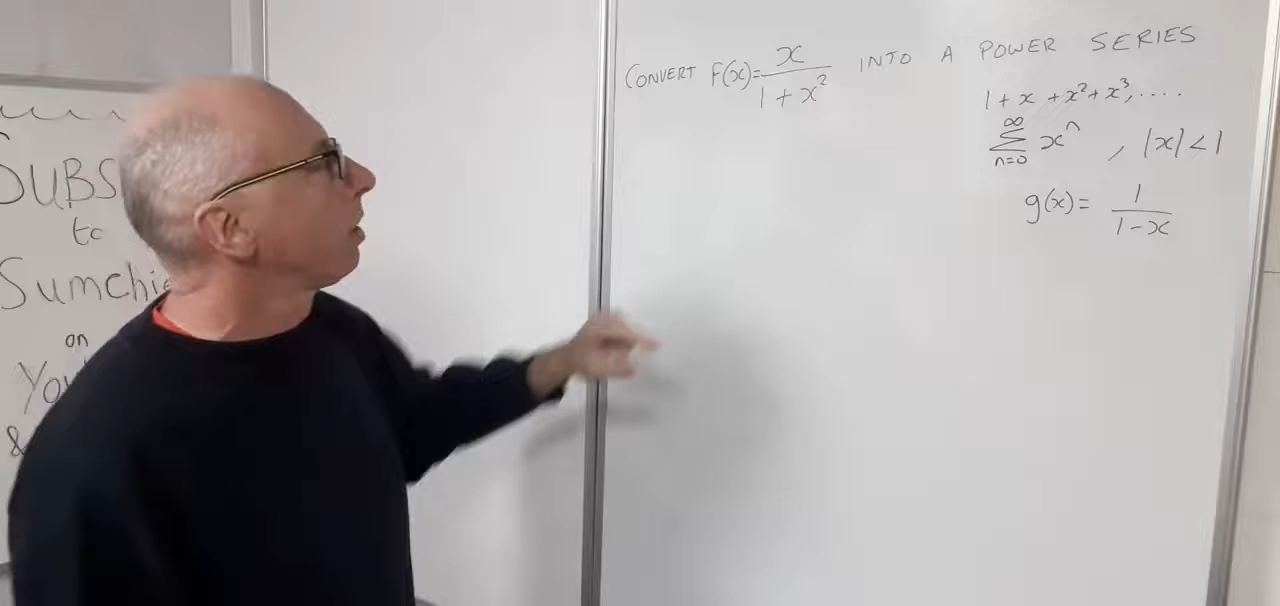 SUBS
to
Sumchi
on
You
&
CONVERT F(x)= x/(1+x²) INTO A POWER SERIES
1+x+x²+x³,....
∞
Σ xⁿ , |x|<1
n=0
g(x)= 1/(1-x)